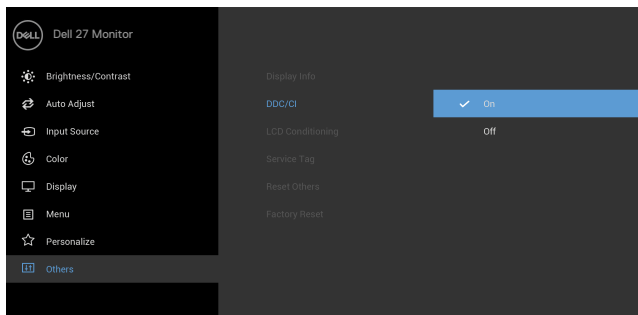 DELL
Dell 27 Monitor
Brightness/Contrast
Auto Adjust
Input Source
Color
Display
Menu
Personalize
Others
Display Info
DDC/CI
LCD Conditioning
Service Tag
Reset Others
Factory Reset
On
Off